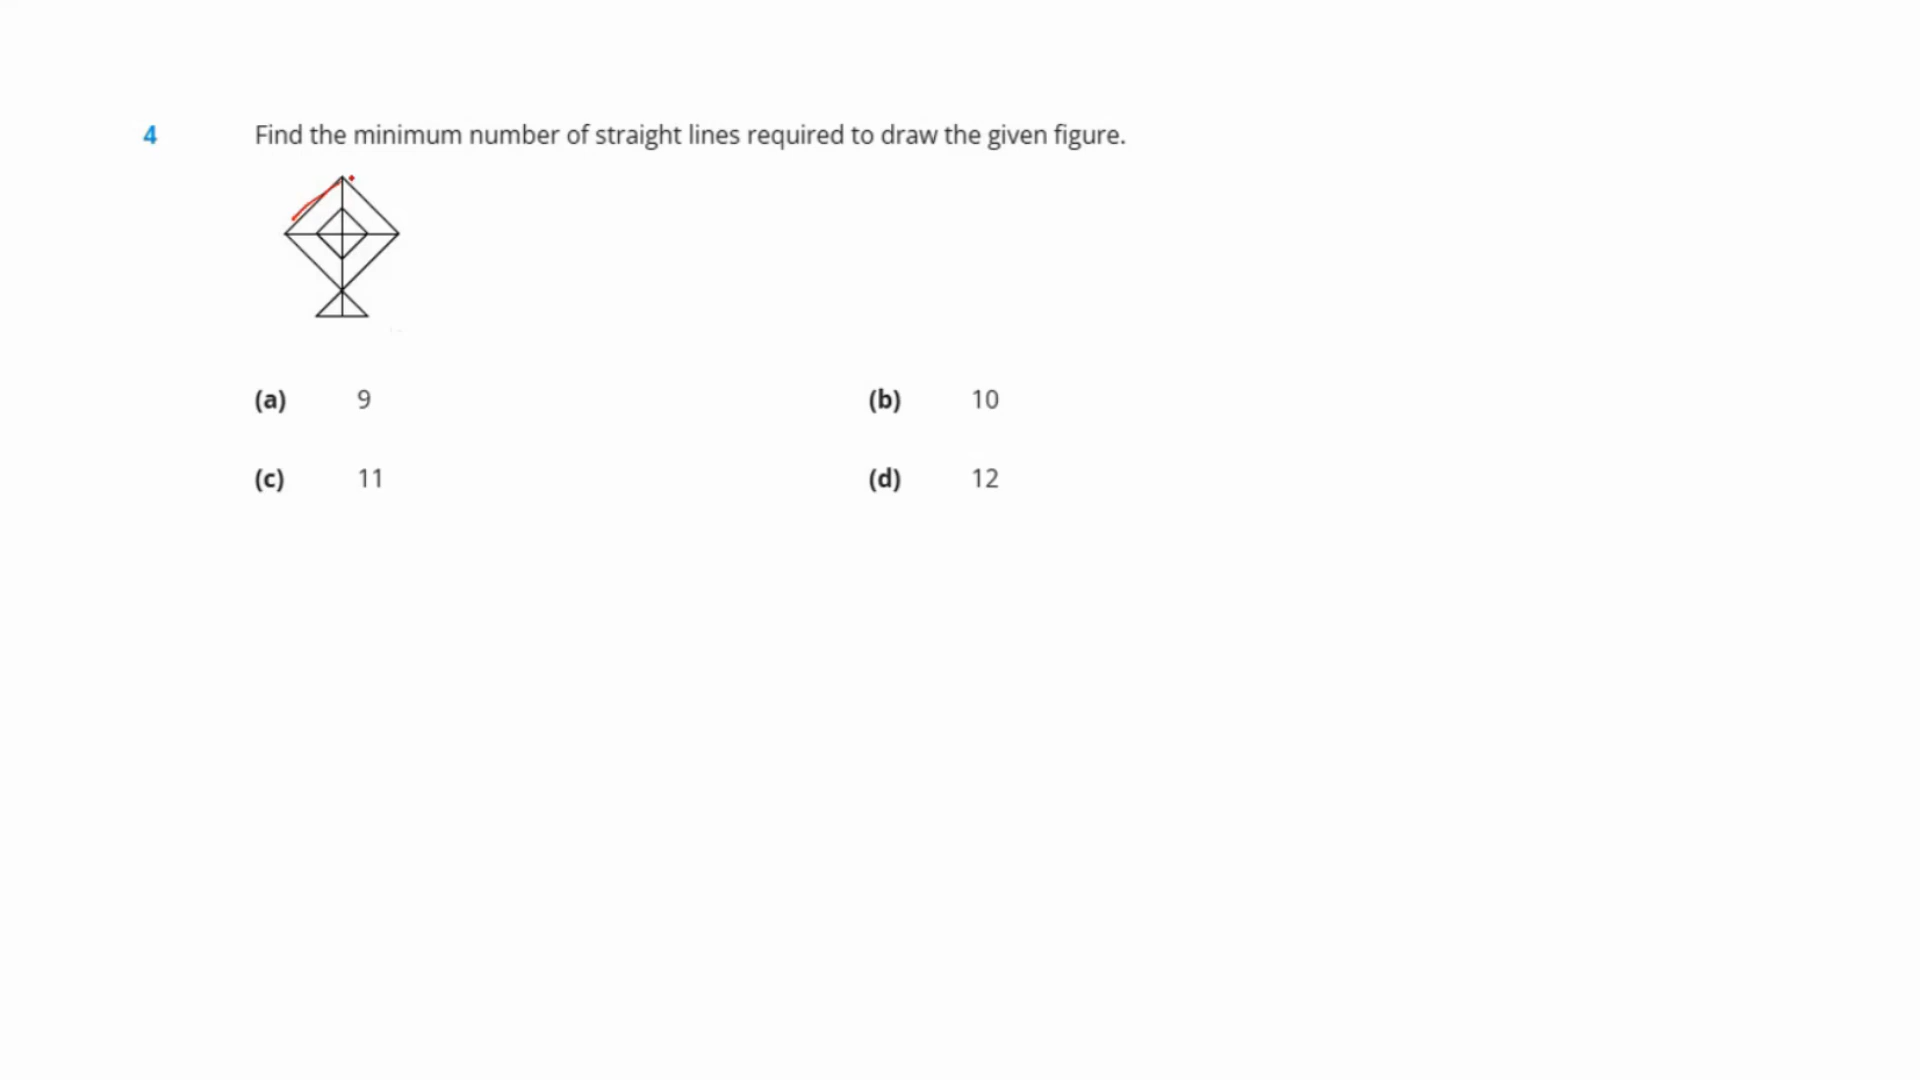 4 Find the minimum number of straight lines required to draw the given figure.
(a) 9 (b) 10
(c) 11 (d) 12